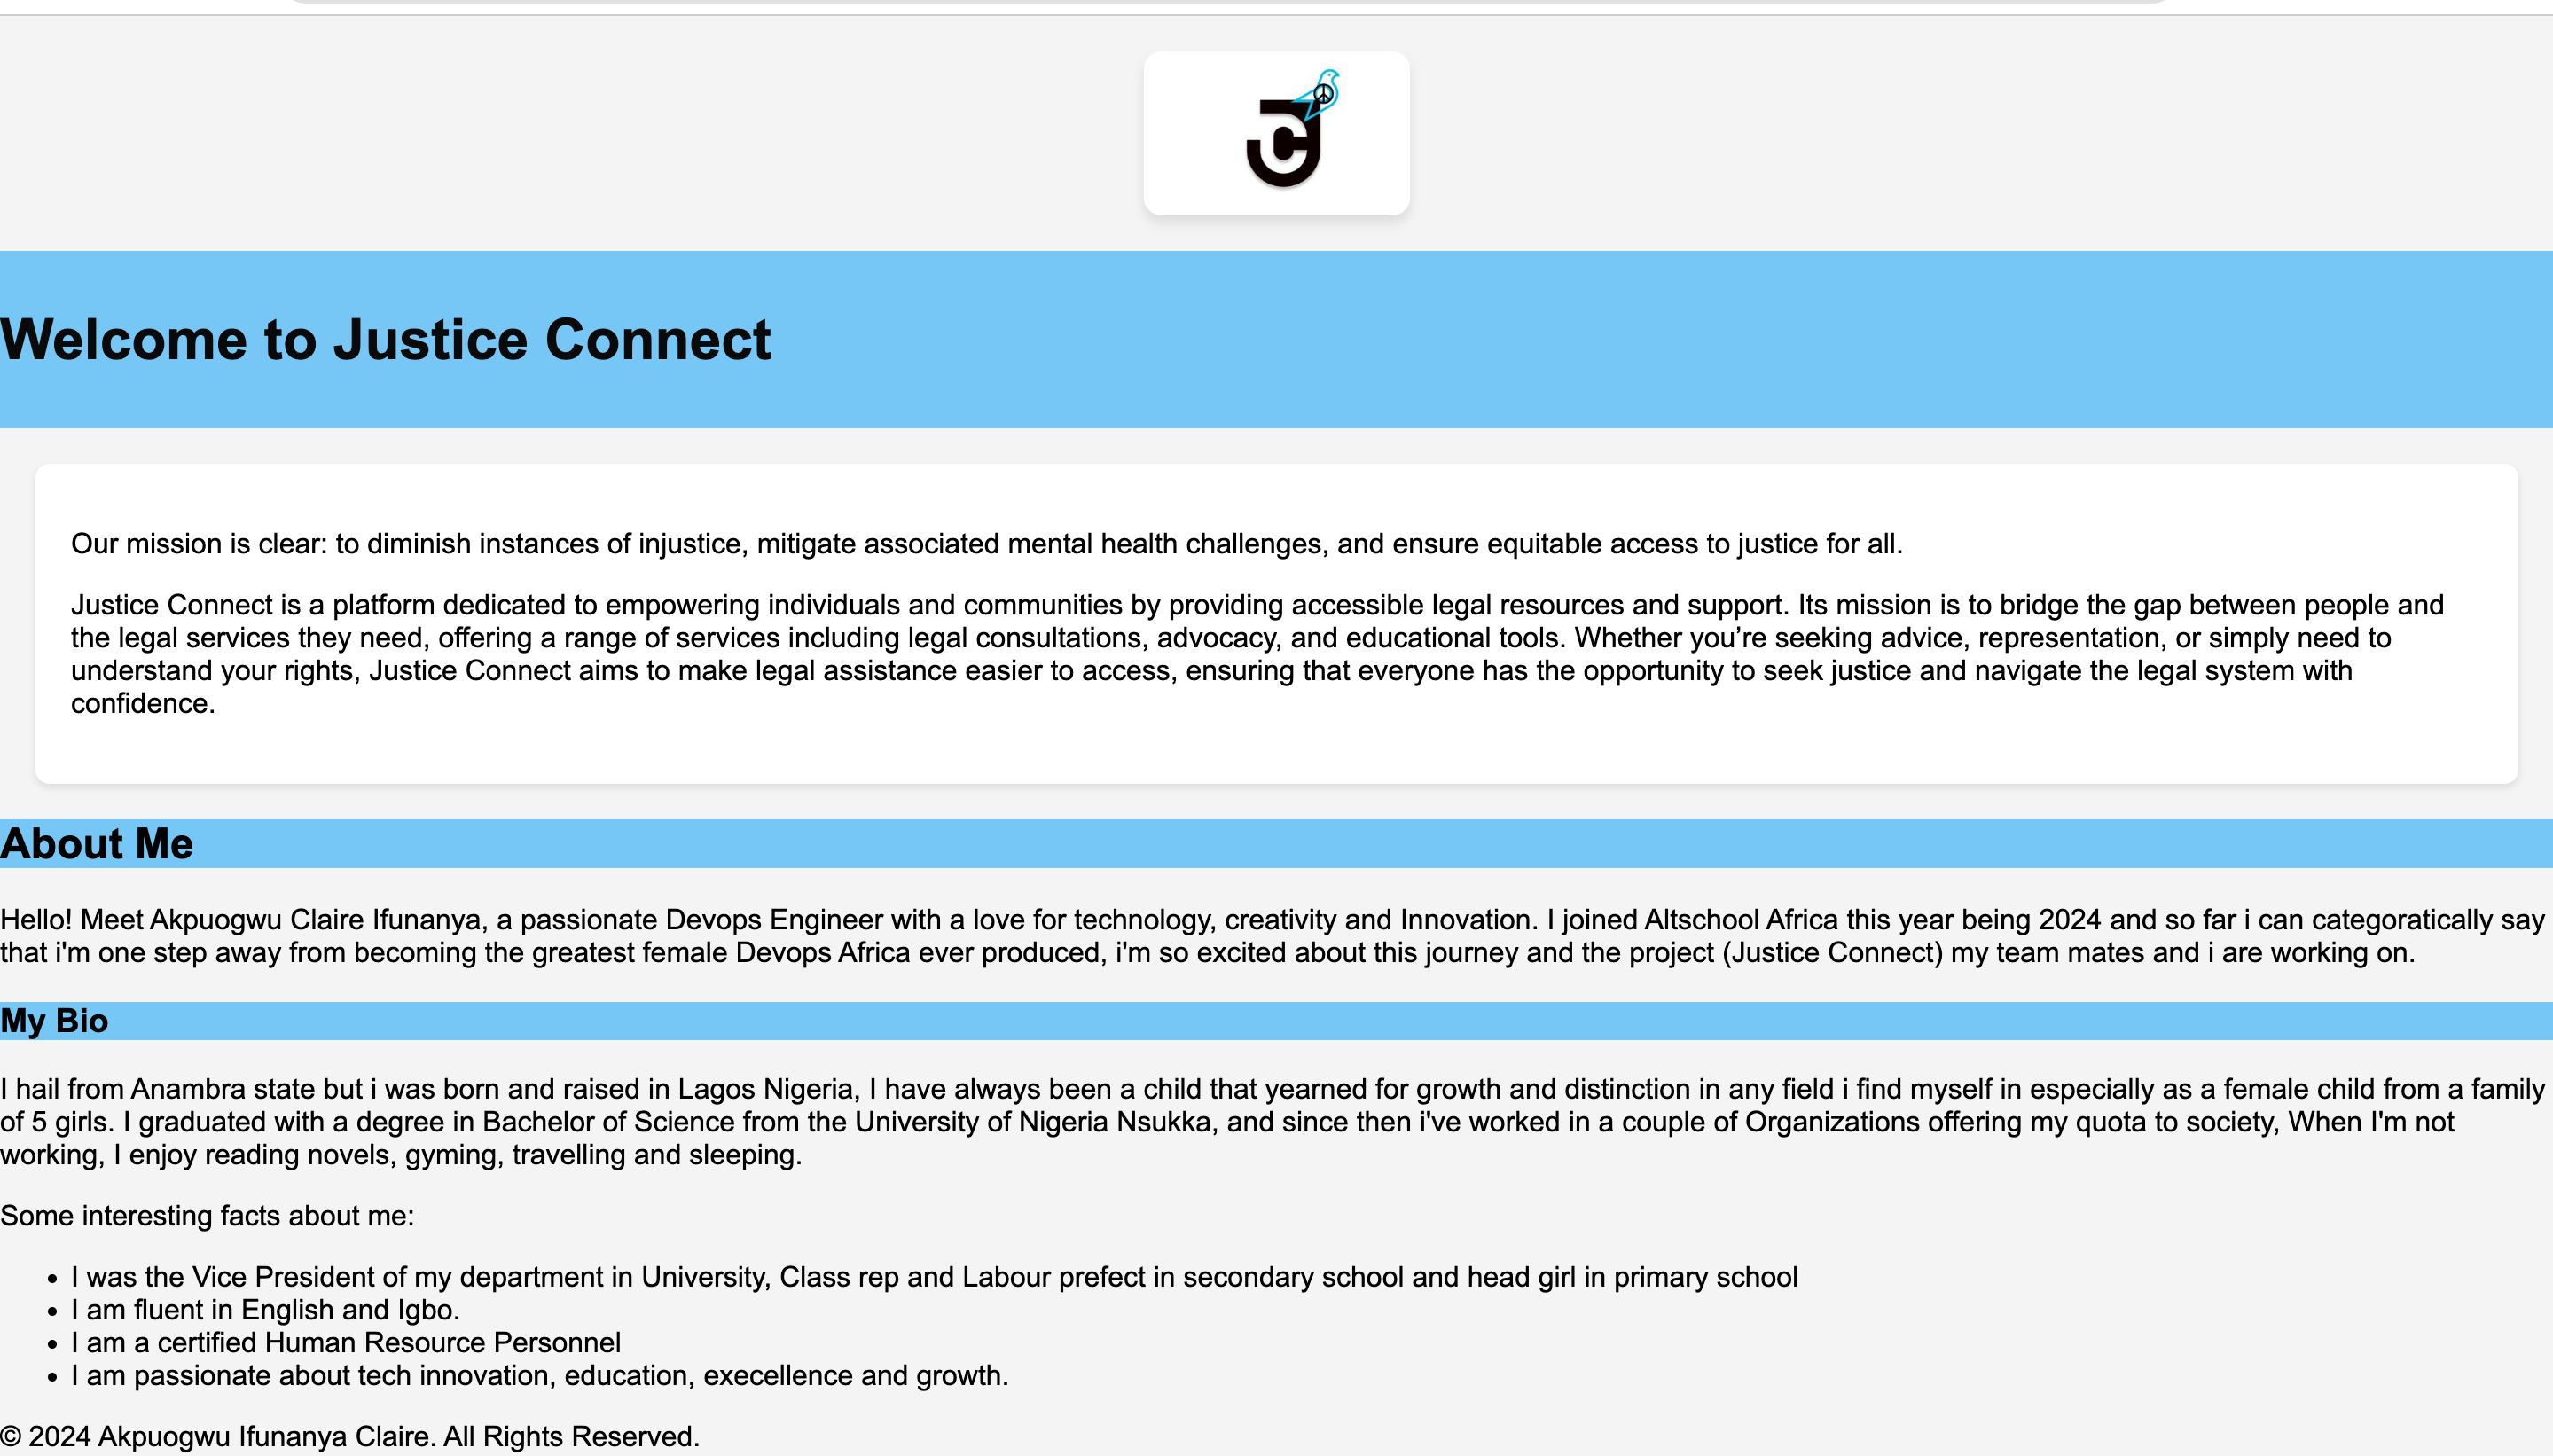 JC
Welcome to Justice Connect
Our mission is clear: to diminish instances of injustice, mitigate associated mental health challenges, and ensure equitable access to justice for all.
Justice Connect is a platform dedicated to empowering individuals and communities by providing accessible legal resources and support. Its mission is to bridge the gap between people and
the legal services they need, offering a range of services including legal consultations, advocacy, and educational tools. Whether you’re seeking advice, representation, or simply need to
understand your rights, Justice Connect aims to make legal assistance easier to access, ensuring that everyone has the opportunity to seek justice and navigate the legal system with
confidence.
About Me
Hello! Meet Akpuogwu Claire Ifunanya, a passionate Devops Engineer with a love for technology, creativity and Innovation. I joined Altschool Africa this year being 2024 and so far i can categoratically say
that i'm one step away from becoming the greatest female Devops Africa ever produced, i'm so excited about this journey and the project (Justice Connect) my team mates and i are working on.
My Bio
I hail from Anambra state but i was born and raised in Lagos Nigeria, I have always been a child that yearned for growth and distinction in any field i find myself in especially as a female child from a family
of 5 girls. I graduated with a degree in Bachelor of Science from the University of Nigeria Nsukka, and since then i've worked in a couple of Organizations offering my quota to society, When I'm not
working, I enjoy reading novels, gyming, travelling and sleeping.
Some interesting facts about me:
• I was the Vice President of my department in University, Class rep and Labour prefect in secondary school and head girl in primary school
• I am fluent in English and Igbo.
• I am a certified Human Resource Personnel
• I am passionate about tech innovation, education, execellence and growth.
© 2024 Akpuogwu Ifunanya Claire. All Rights Reserved.